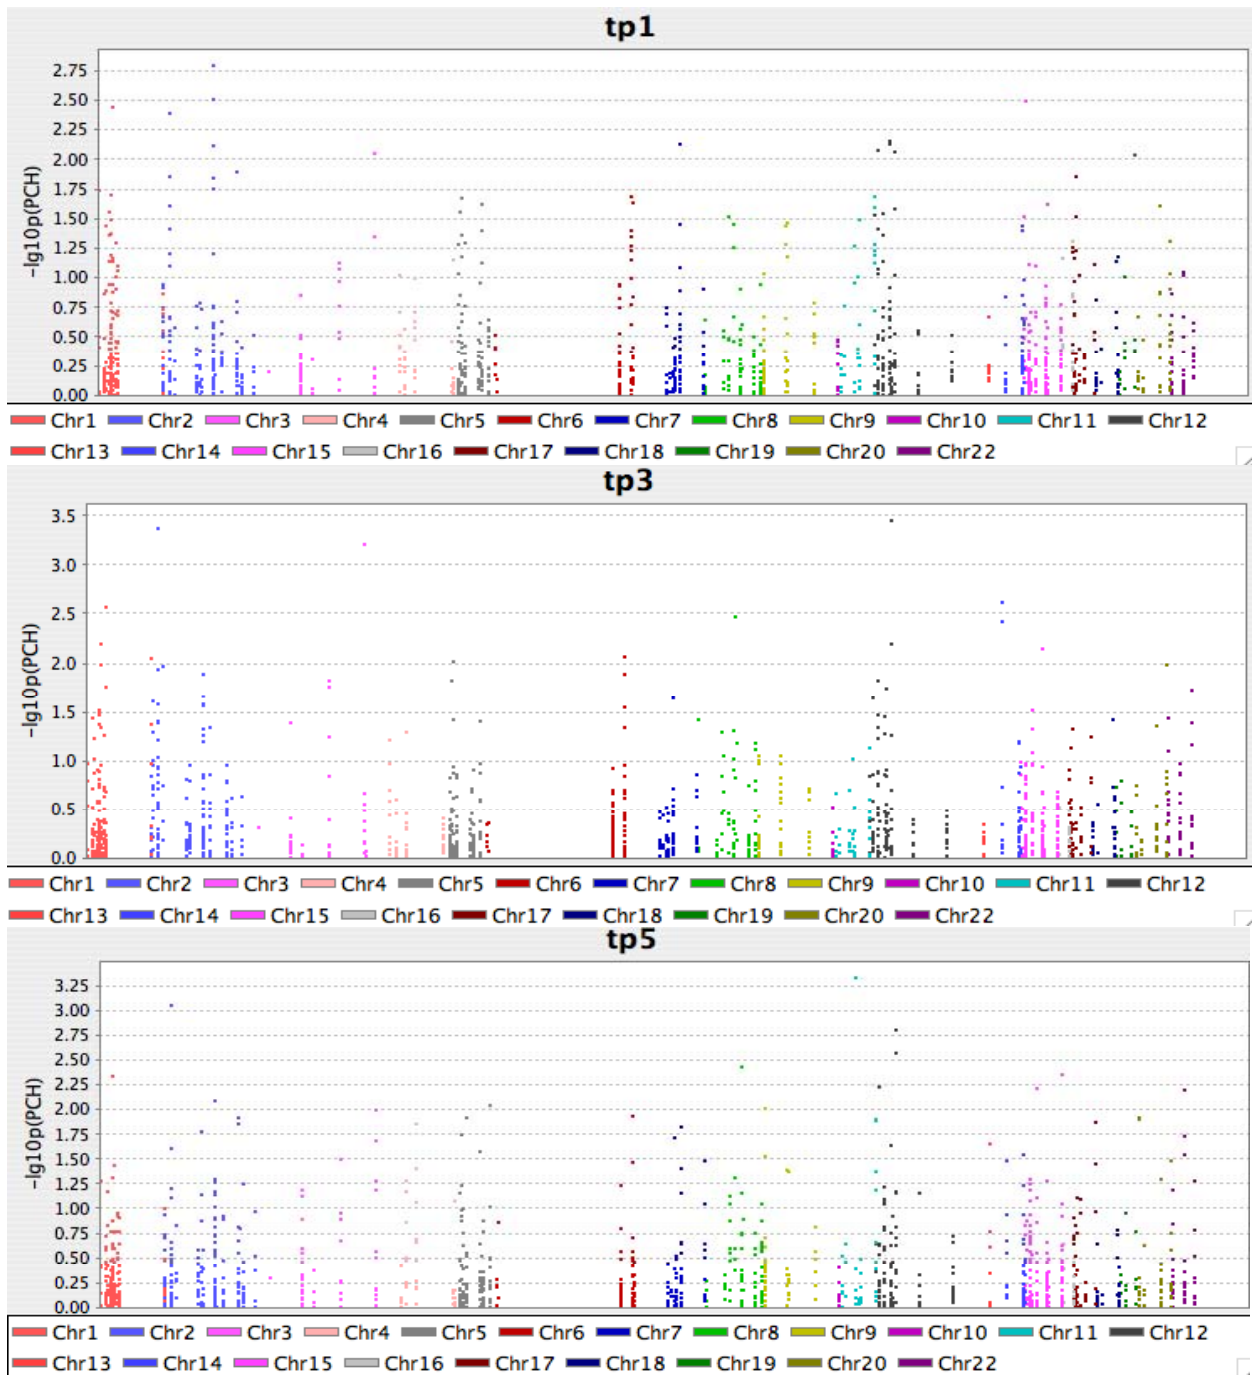 tp1
2.75
2.50
2.25
2.00
1.75
1.50
1.25
1.00
0.75
0.50
0.25
0.00
-lg10p(PCH)
Chr1 Chr2 Chr3 Chr4 Chr5 Chr6 Chr7 Chr8 Chr9 Chr10 Chr11 Chr12
Chr13 Chr14 Chr15 Chr16 Chr17 Chr18 Chr19 Chr20 Chr22
tp3
3.5
3.0
2.5
2.0
1.5
1.0
0.5
0.0
-lg10p(PCH)
Chr1 Chr2 Chr3 Chr4 Chr5 Chr6 Chr7 Chr8 Chr9 Chr10 Chr11 Chr12
Chr13 Chr14 Chr15 Chr16 Chr17 Chr18 Chr19 Chr20 Chr22
tp5
3.25
3.00
2.75
2.50
2.25
2.00
1.75
1.50
1.25
1.00
0.75
0.50
0.25
0.00
-lg10p(PCH)
Chr1 Chr2 Chr3 Chr4 Chr5 Chr6 Chr7 Chr8 Chr9 Chr10 Chr11 Chr12
Chr13 Chr14 Chr15 Chr16 Chr17 Chr18 Chr19 Chr20 Chr22